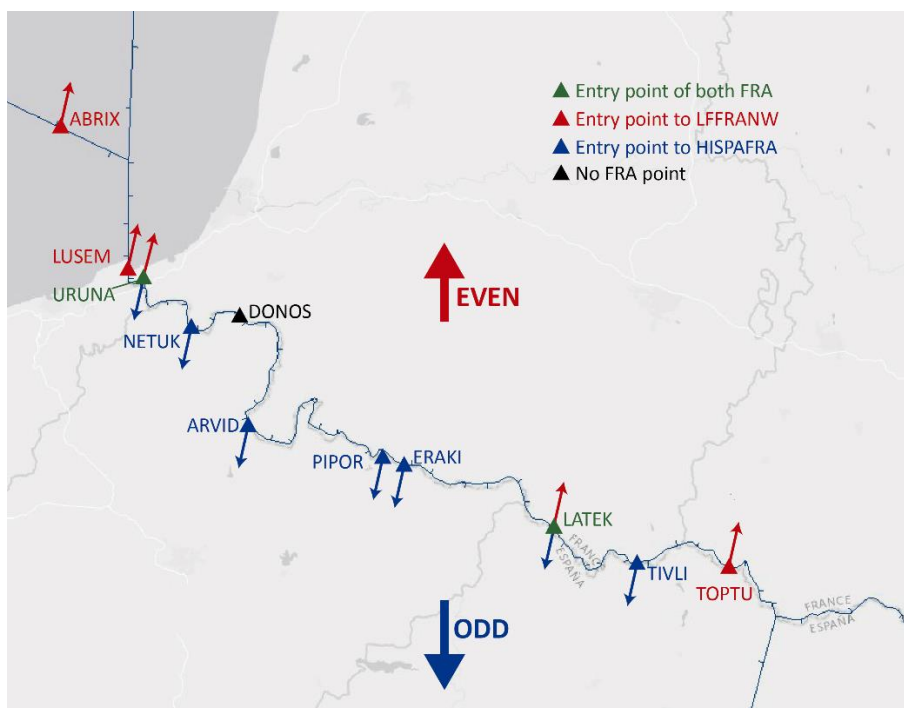 Entry point of both FRA
Entry point to LFFRANW
Entry point to HISPAFRA
No FRA point
ABRIX
LUSEM
URUNA
EVEN
DONOS
NETUK
ARVID
PIPOR
ERAKI
LATEK
FRANCE
ESPAÑA
TIVLI
TOPTU
FRANCE
ESPAÑA
ODD